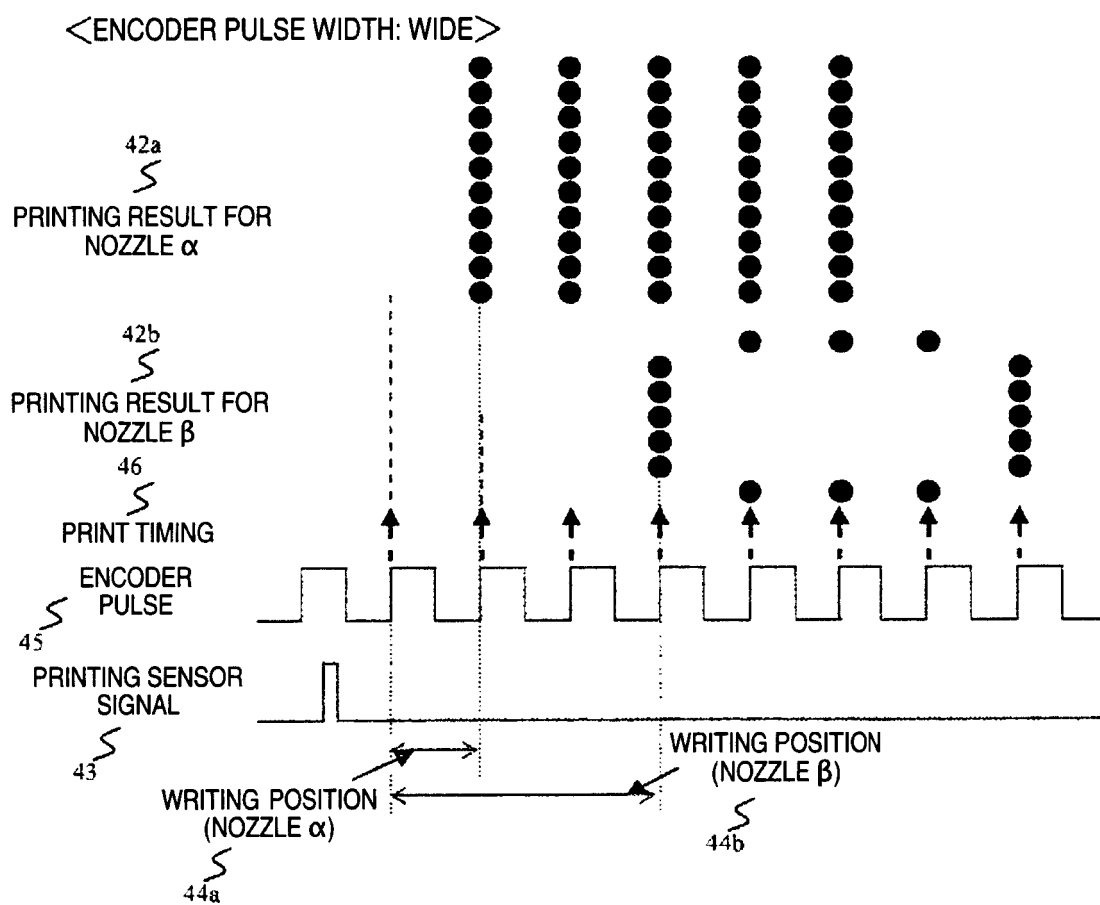 <ENCODER PULSE WIDTH: WIDE>
42a
PRINTING RESULT FOR
NOZZLE α
42b
PRINTING RESULT FOR
NOZZLE β
46
PRINT TIMING
ENCODER
PULSE
45
PRINTING SENSOR
SIGNAL
43
WRITING POSITION
(NOZZLE β)
WRITING POSITION
(NOZZLE α)
44b
44a